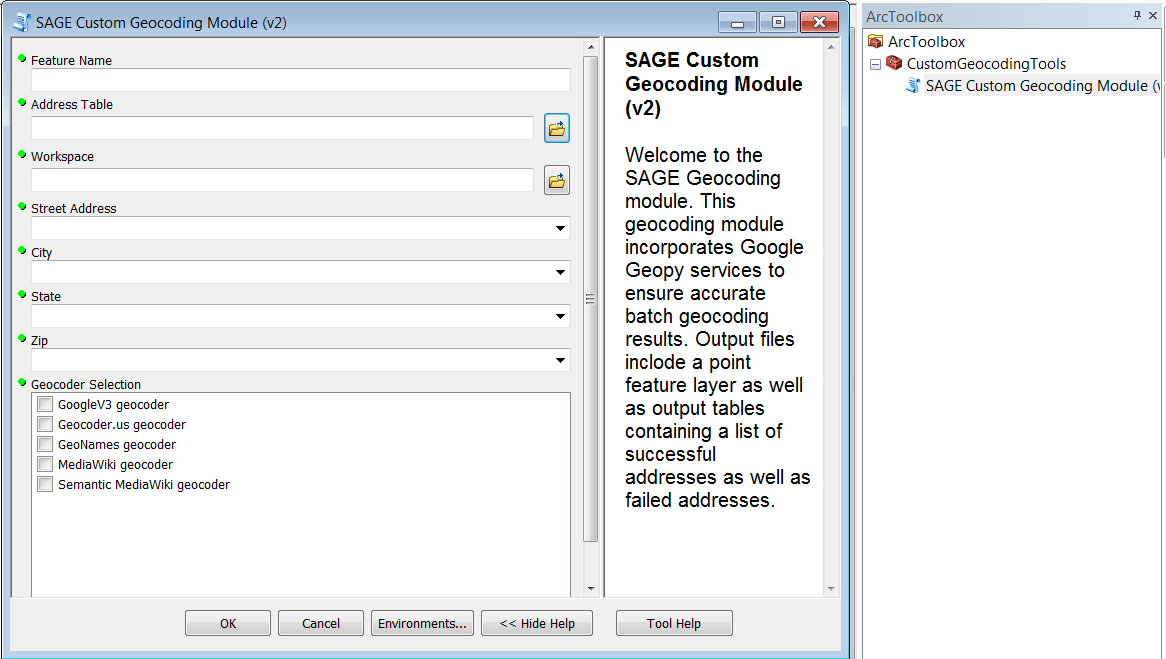 SAGE Custom Geocoding Module (v2)
Feature Name
Address Table
Workspace
Street Address
City
State
Zip
Geocoder Selection
GoogleV3 geocoder
Geocoder.us geocoder
GeoNames geocoder
MediaWiki geocoder
Semantic MediaWiki geocoder
SAGE Custom
Geocoding Module
(v2)
Welcome to the
SAGE Geocoding
module. This
geocoding module
incorporates Google
Geopy services to
ensure accurate
batch geocoding
results. Output files
include a point
feature layer as well
as output tables
containing a list of
successful
addresses as well as
failed addresses.
OK
Cancel
Environments...
<< Hide Help
Tool Help
ArcToolbox
ArcToolbox
CustomGeocodingTools
SAGE Custom Geocoding Module (v